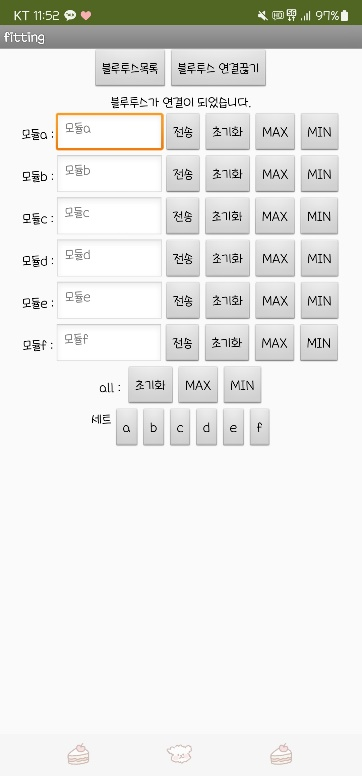 KT 11:52 97%
fitting
블루투스목록 블루투스 연결끊기
블루투스가 연결이 되었습니다.
모듈a : 모듈a 전송 초기화 MAX MIN
모듈b : 모듈b 전송 초기화 MAX MIN
모듈c : 모듈c 전송 초기화 MAX MIN
모듈d : 모듈d 전송 초기화 MAX MIN
모듈e : 모듈e 전송 초기화 MAX MIN
모듈f : 모듈f 전송 초기화 MAX MIN
all : 초기화 MAX MIN
세트 a b c d e f